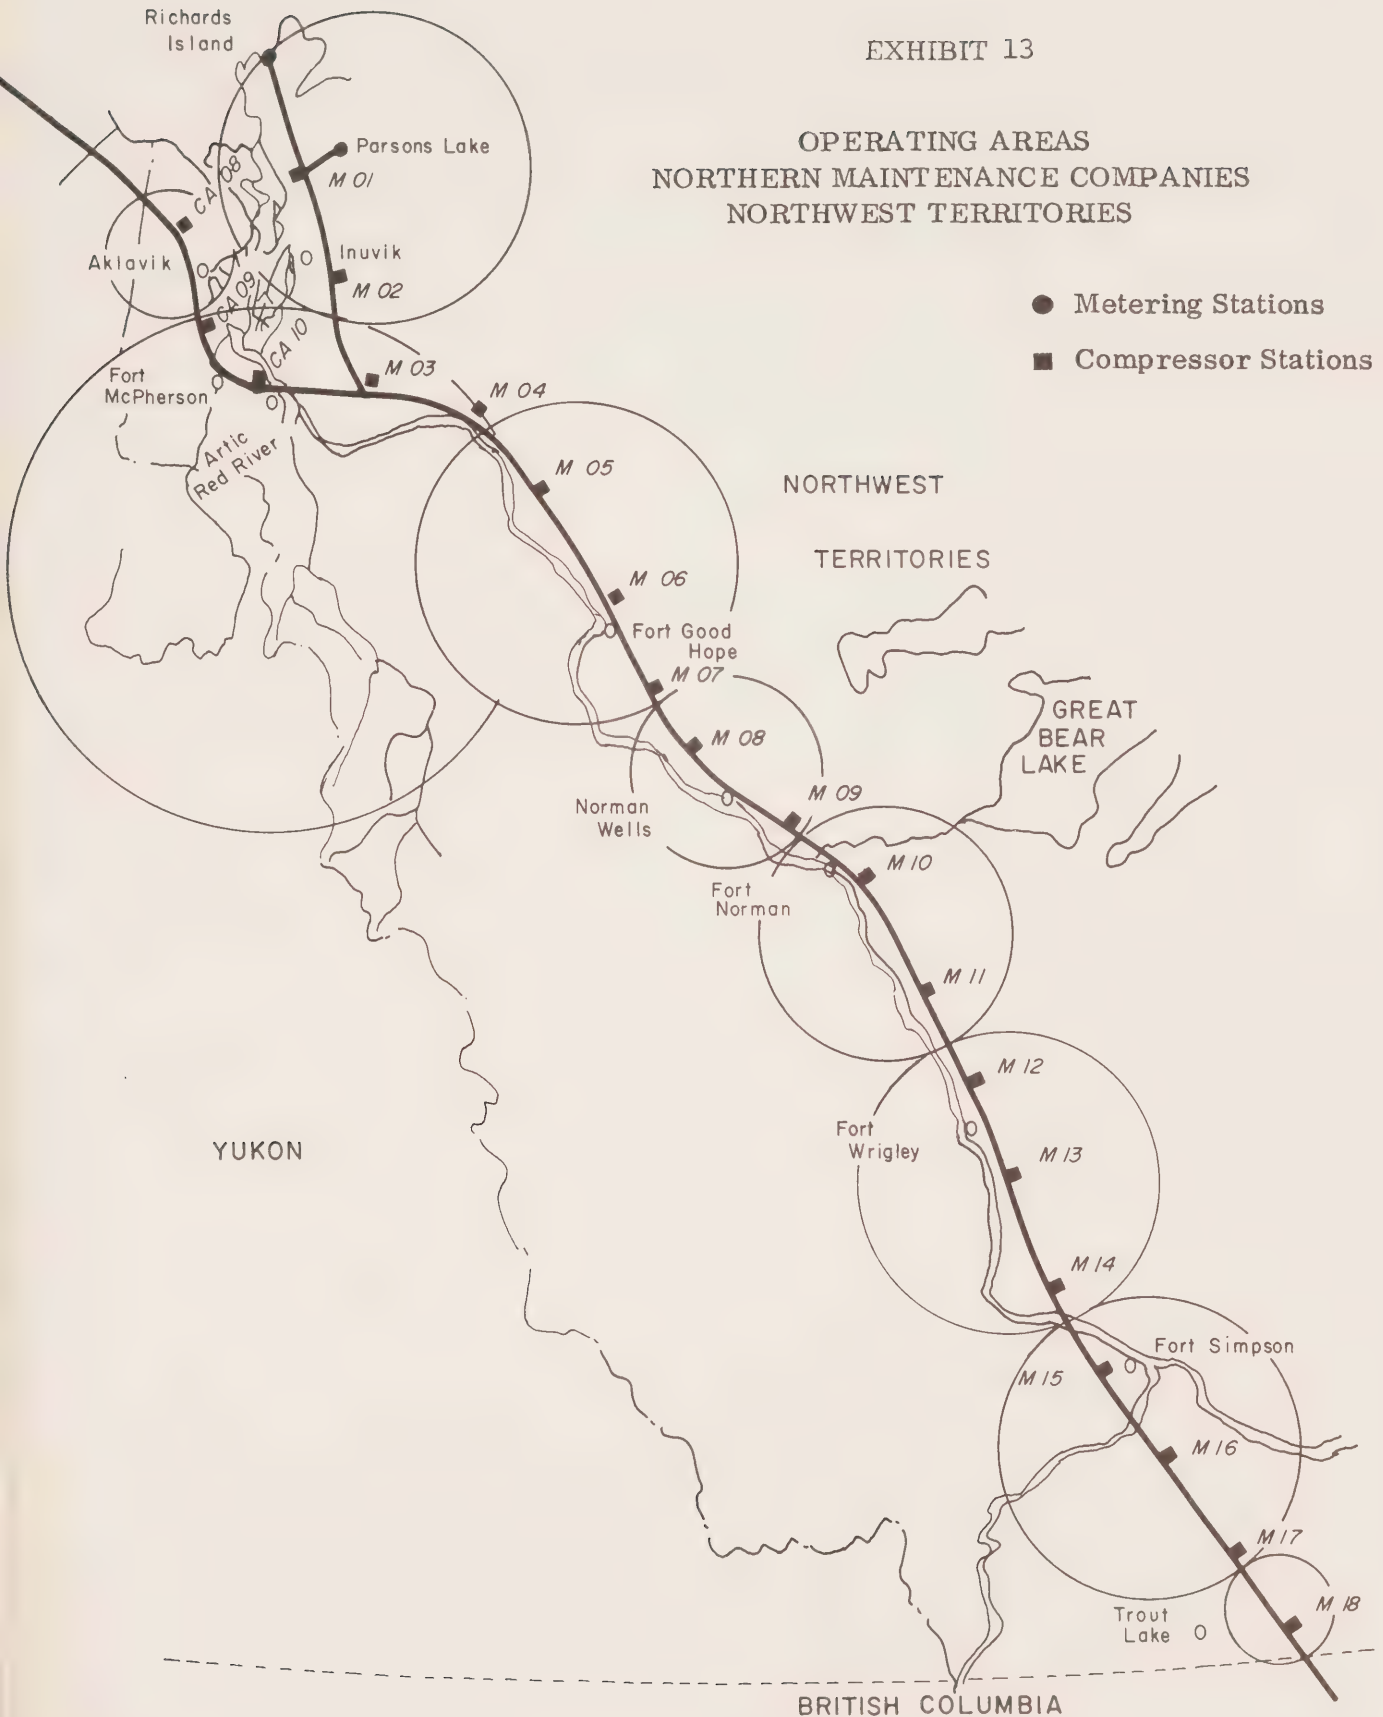 EXHIBIT 13
OPERATING AREAS
NORTHERN MAINTENANCE COMPANIES
NORTHWEST TERRITORIES
Metering Stations
Compressor Stations
Richards
Island
Parsons Lake
M 01
CA 08
Aklavik
Inuvik
M 02
CA 09
CA 10
Fort
McPherson
M 03
M 04
Artic
Red River
M 05
NORTHWEST
TERRITORIES
M 06
Fort Good
Hope
M 07
M 08
GREAT
BEAR
LAKE
Norman
Wells
M 09
M 10
Fort
Norman
M 11
M 12
YUKON
Fort
Wrigley
M 13
M 14
Fort Simpson
M 15
M 16
M 17
M 18
Trout
Lake
BRITISH COLUMBIA